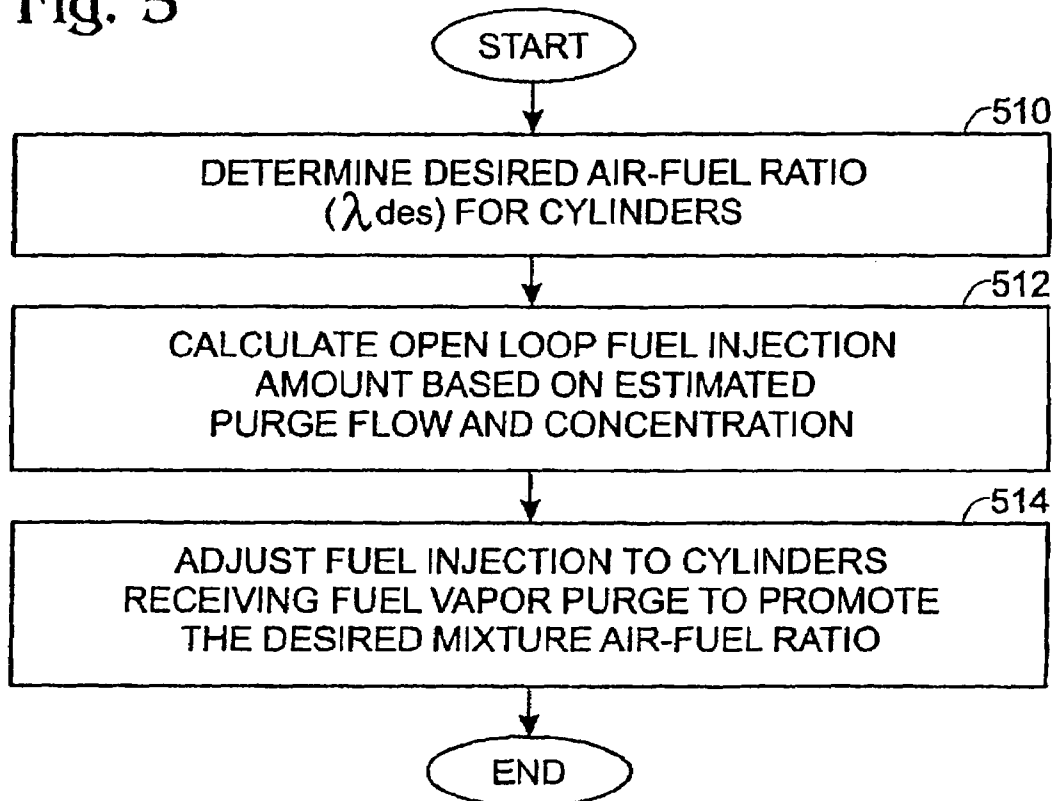 Fig. 5
START
510
DETERMINE DESIRED AIR-FUEL RATIO
(λdes) FOR CYLINDERS
512
CALCULATE OPEN LOOP FUEL INJECTION
AMOUNT BASED ON ESTIMATED
PURGE FLOW AND CONCENTRATION
514
ADJUST FUEL INJECTION TO CYLINDERS
RECEIVING FUEL VAPOR PURGE TO PROMOTE
THE DESIRED MIXTURE AIR-FUEL RATIO
END